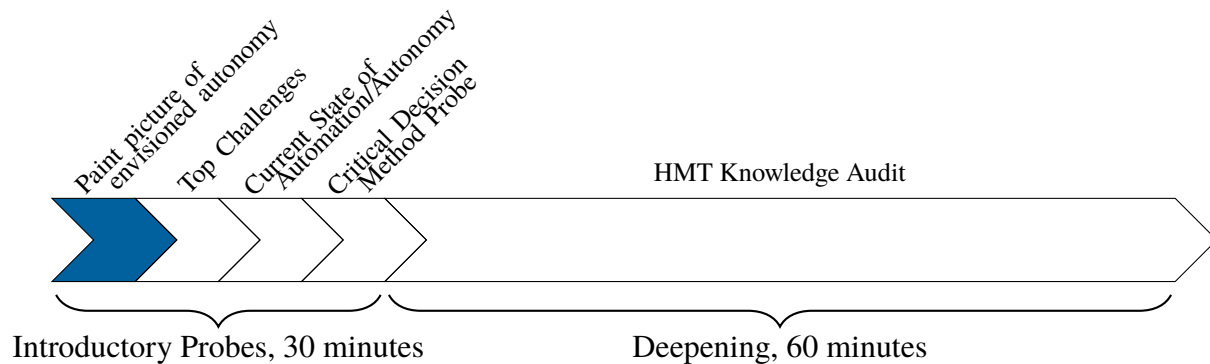 Paint picture of
envisioned autonomy
Top Challenges
Current State of
Automation/Autonomy
Critical Decision
Method Probe
HMT Knowledge Audit
Introductory Probes, 30 minutes
Deepening, 60 minutes